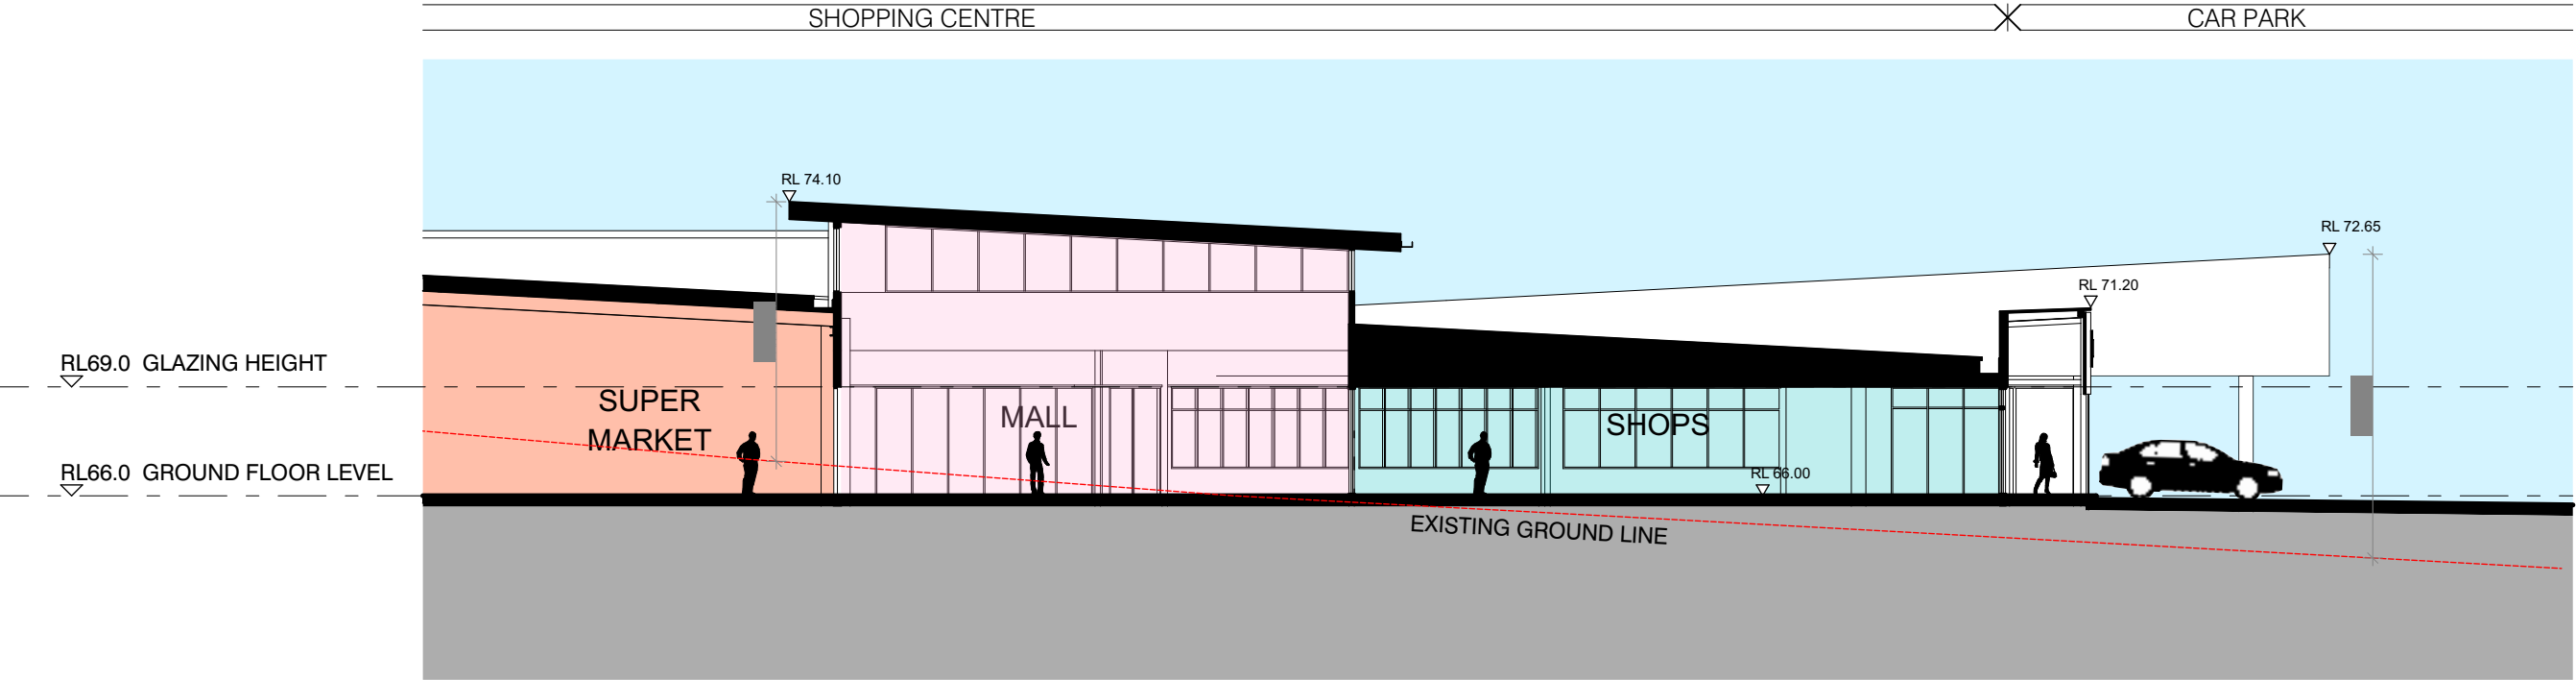 SHOPPING CENTRE
CAR PARK
RL 74.10
RL 72.65
RL 71.20
RL69.0 GLAZING HEIGHT
SUPER
MARKET
MALL
SHOPS
RL66.0 GROUND FLOOR LEVEL
RL 66.00
EXISTING GROUND LINE